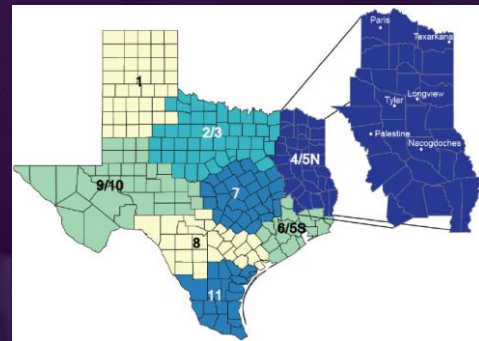 Paris
Texarkana
1
2/3
Tyler
Longview
4/5N
Palestine
Nacogdoches
9/10
7
6/5S
8
11